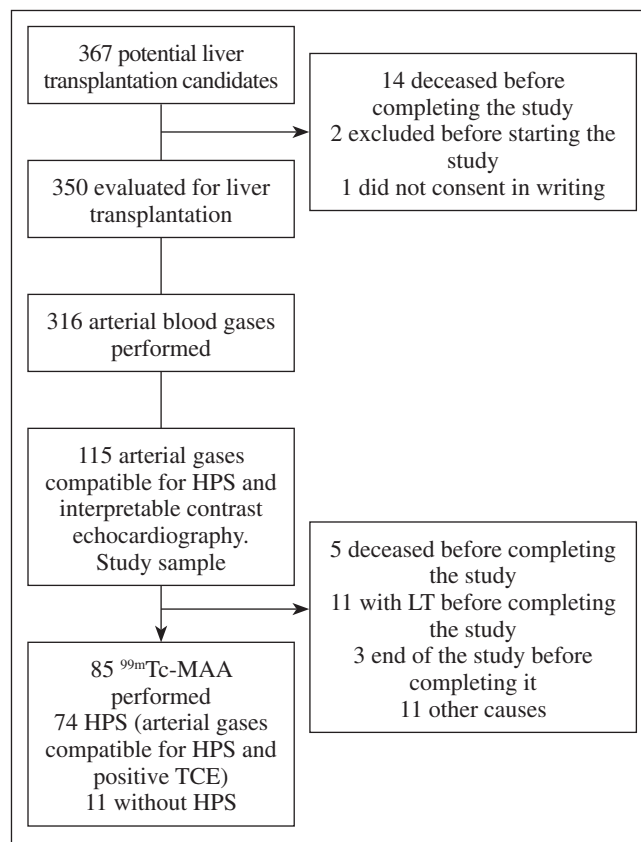 367 potential liver
transplantation candidates
14 deceased before
completing the study
2 excluded before starting the
study
1 did not consent in writing
350 evaluated for liver
transplantation
316 arterial blood gases
performed
115 arterial gases
compatible for HPS and
interpretable contrast
echocardiography.
Study sample
5 deceased before completing
the study
11 with LT before completing
the study
3 end of the study before
completing it
11 other causes
85 ⁹⁹ᵐTc-MAA
performed
74 HPS (arterial gases
compatible for HPS and
positive TCE)
11 without HPS